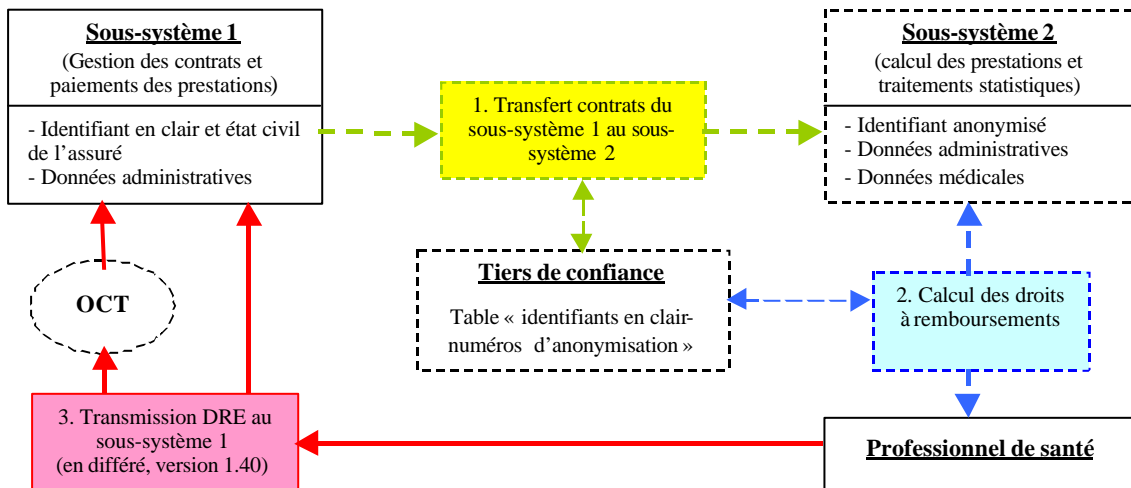 Sous-système 1
(Gestion des contrats et
paiements des prestations)
- Identifiant en clair et état civil
de l’assuré
- Données administratives
1. Transfert contrats du
sous-système 1 au sous-
système 2
Sous-système 2
(calcul des prestations et
traitements statistiques)
- Identifiant anonymisé
- Données administratives
- Données médicales
OCT
Tiers de confiance
Table « identifiants en clair-
numéros d’anonymisation »
2. Calcul des droits
à remboursements
3. Transmission DRE au
sous-système 1
(en différé, version 1.40)
Professionnel de santé